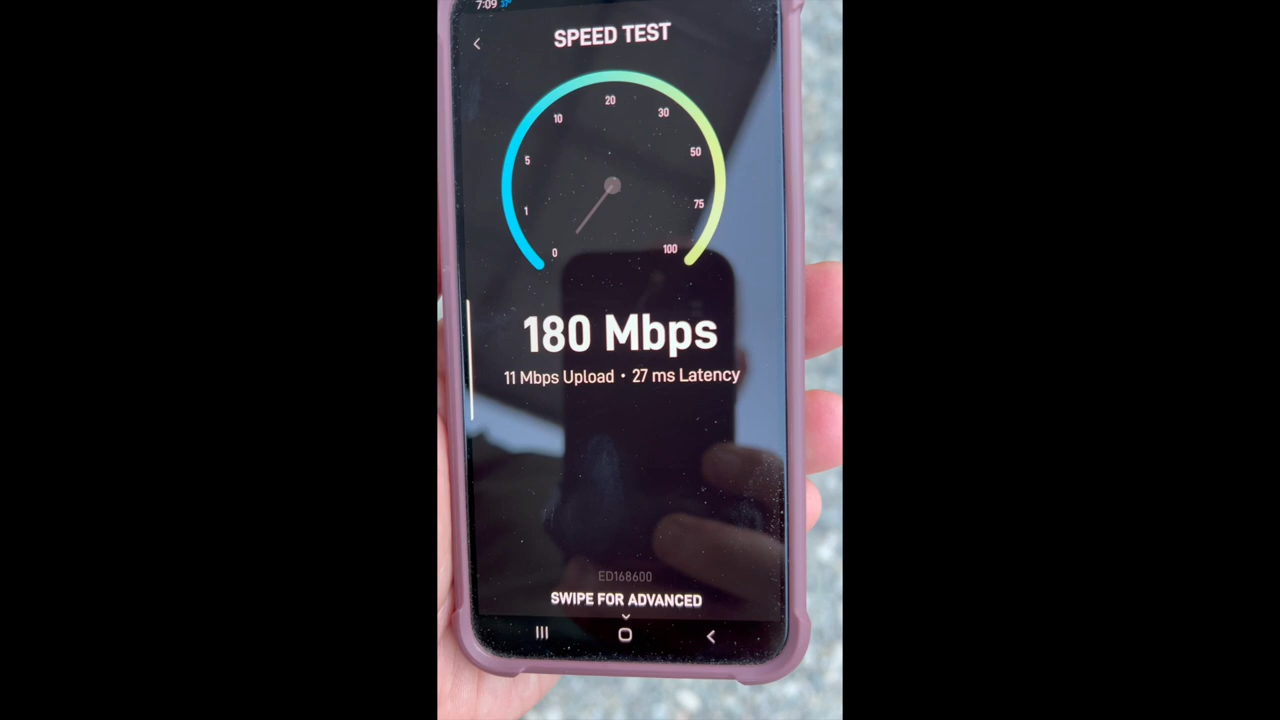 7:09 37°
SPEED TEST
20
10
30
5
50
1
75
0
100
180 Mbps
11 Mbps Upload • 27 ms Latency
ED168600
SWIPE FOR ADVANCED